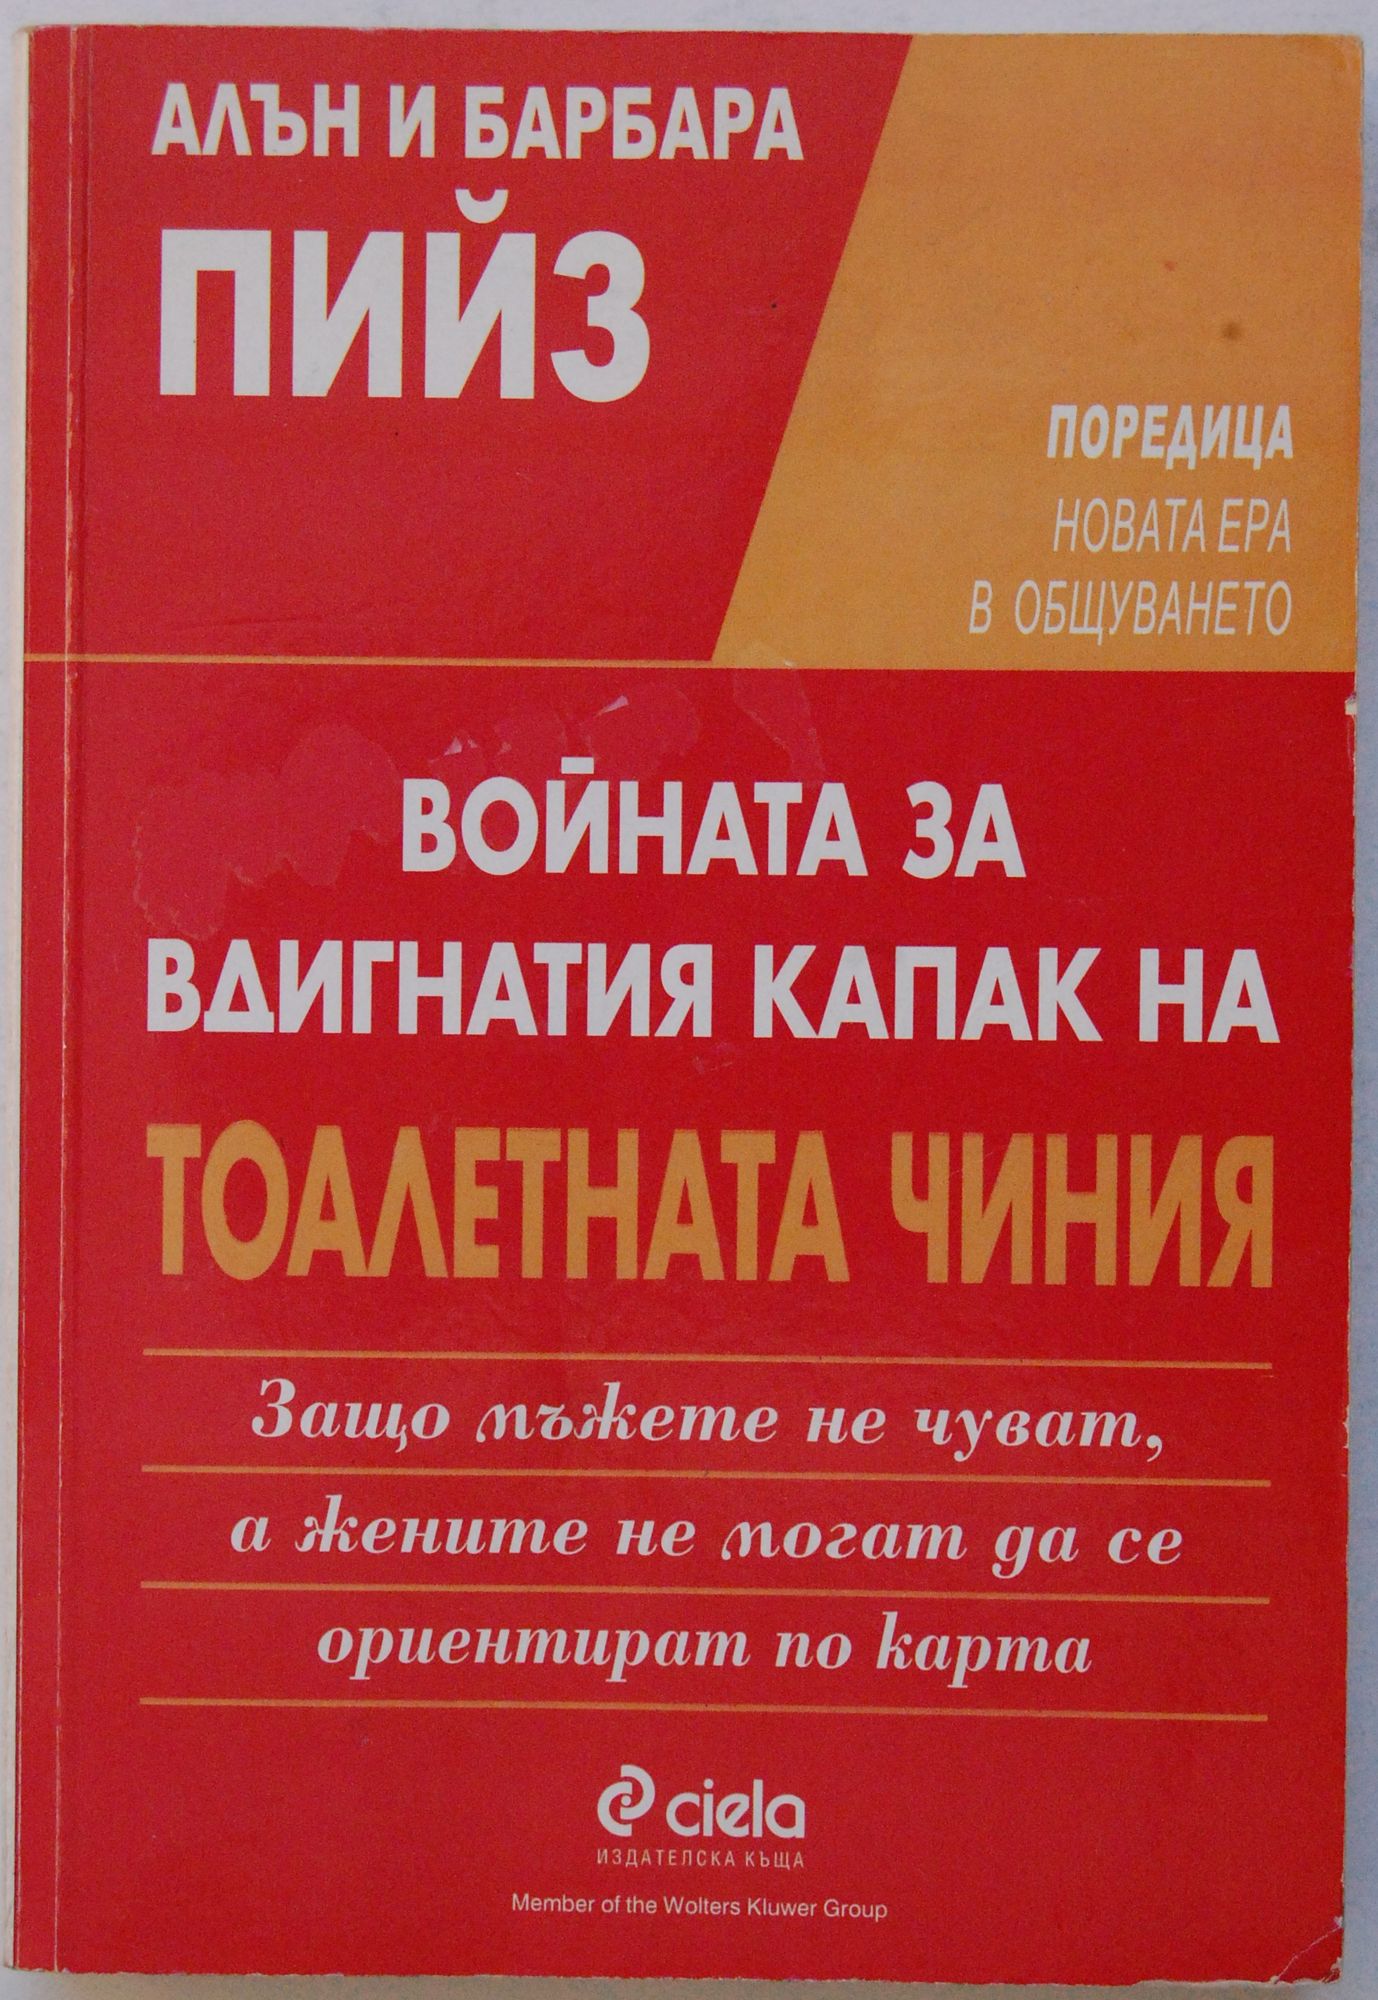 АЛЪН И БАРБАРА
ПИЙЗ
ПОРЕДИЦА
НОВАТА ЕРА
В ОБЩУВАНЕТО
ВОЙНАТА ЗА
ВДИГНАТИЯ КАПАК НА
ТОАЛЕТНАТА ЧИНИЯ
Защо мъжете не чуват,
а жените не могат да се
ориентират по карта
ciela
ИЗДАТЕЛСКА КЪЩА
Member of the Wolters Kluwer Group